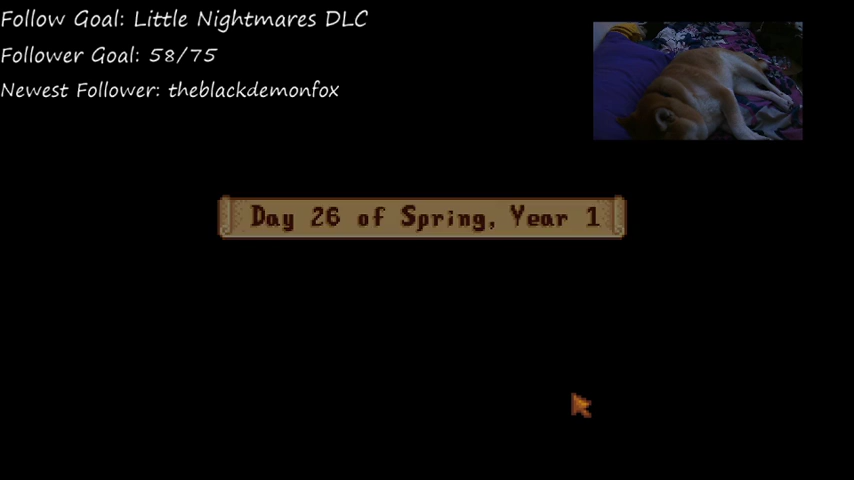 Follow Goal: Little Nightmares DLC
Follower Goal: 58/75
Newest Follower: theblackdemonfox
Day 26 of Spring, Year 1